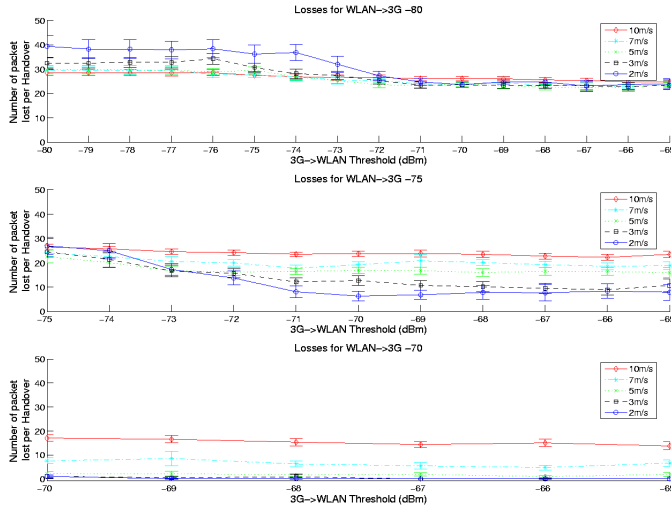 Losses for WLAN->3G -80
Number of packet
lost per Handover
50
40
30
20
10
0
-80
-79
-78
-77
-76
-75
-74
-73
-72
-71
-70
-69
-68
-67
-66
-65
3G->WLAN Threshold (dBm)
10m/s
7m/s
5m/s
3m/s
2m/s
Losses for WLAN->3G -75
Number of packet
lost per Handover
50
40
30
20
10
0
-75
-74
-73
-72
-71
-70
-69
-68
-67
-66
-65
3G->WLAN Threshold (dBm)
10m/s
7m/s
5m/s
3m/s
2m/s
Losses for WLAN->3G -70
Number of packet
lost per Handover
50
40
30
20
10
0
-70
-69
-68
-67
-66
-65
3G->WLAN Threshold (dBm)
10m/s
7m/s
5m/s
3m/s
2m/s